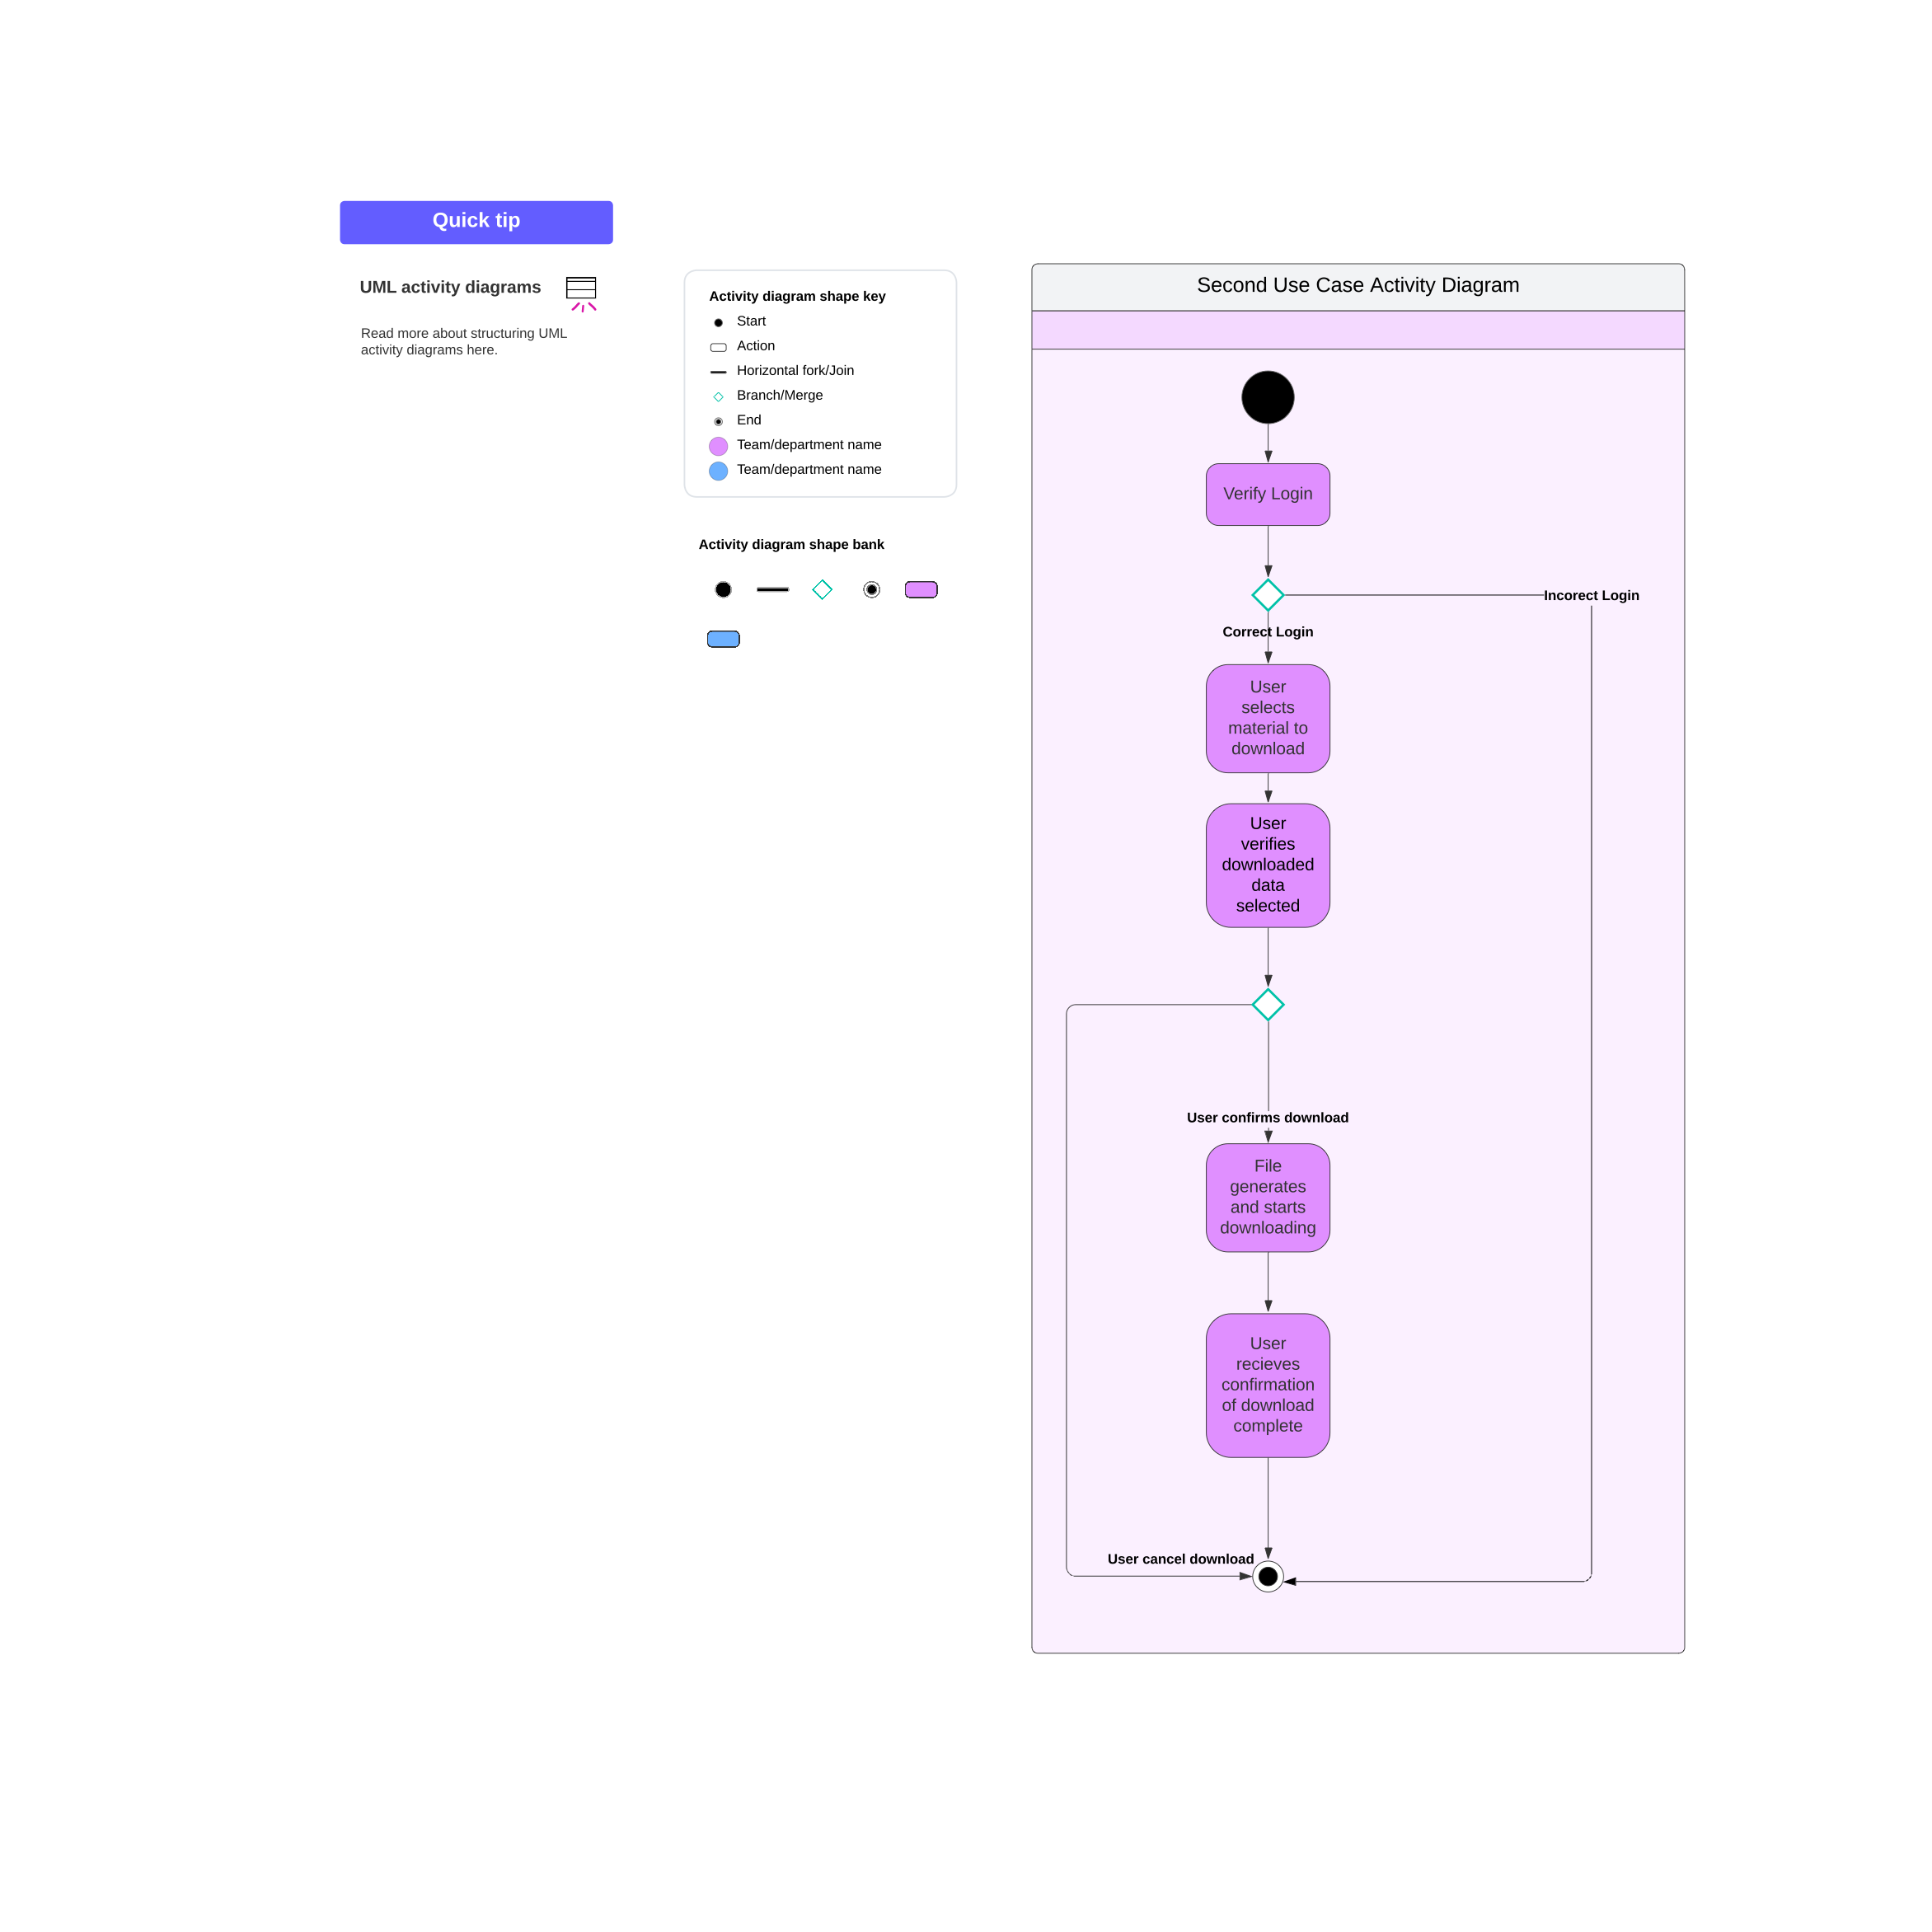 Quick tip
UML activity diagrams
Read more about structuring UML
activity diagrams here.
Activity diagram shape key
Start
Action
Horizontal fork/Join
Branch/Merge
End
Team/department name
Team/department name
Activity diagram shape bank
Second Use Case Activity Diagram
Verify Login
Incorect Login
Correct Login
User
selects
material to
download
User
verifies
downloaded
data
selected
User confirms download
File
generates
and starts
downloading
User
recieves
confirmation
of download
complete
User cancel download